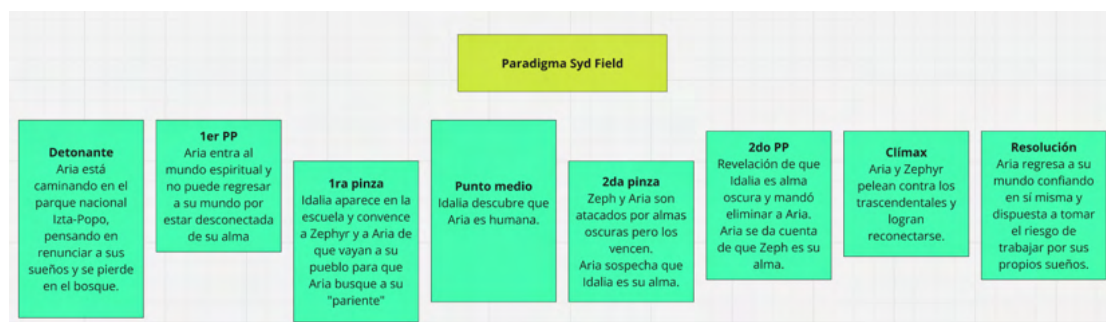 Paradigma Syd Field
Detonante
Aria está
caminando en el
parque nacional
Izta-Popo,
pensando en
renunciar a sus
sueños y se pierde
en el bosque.
1er PP
Aria entra al
mundo espiritual y
no puede regresar
a su mundo por
estar desconectada
de su alma
1ra pinza
Idalia aparece en la
escuela y convence
a Zephyr y a Aria de
que vayan a su
pueblo para que
Aria busque a su
"pariente"
Punto medio
Idalia descubre que
Aria es humana.
2da pinza
Zeph y Aria son
atacados por almas
oscuras pero los
vencen.
Aria sospecha que
Idalia es su alma.
2do PP
Revelación de que
Idalia es alma
oscura y mandó
eliminar a Aria.
Aria se da cuenta
de que Zeph es su
alma.
Clímax
Aria y Zephyr
pelean contra los
trascendentales y
logran
reconectarse.
Resolución
Aria regresa a su
mundo confiando
en sí misma y
dispuesta a tomar
el riesgo de
trabajar por sus
propios sueños.